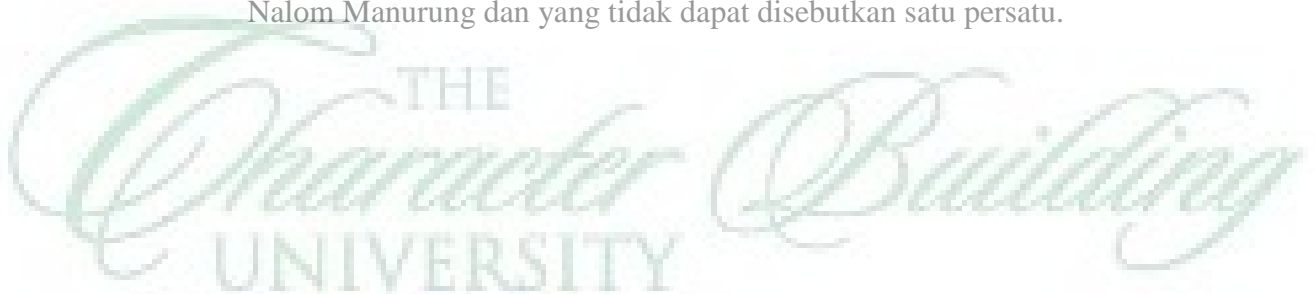 Nalom Manurung dan yang tidak dapat disebutkan satu persatu.
THE
Character Building
UNIVERSITY